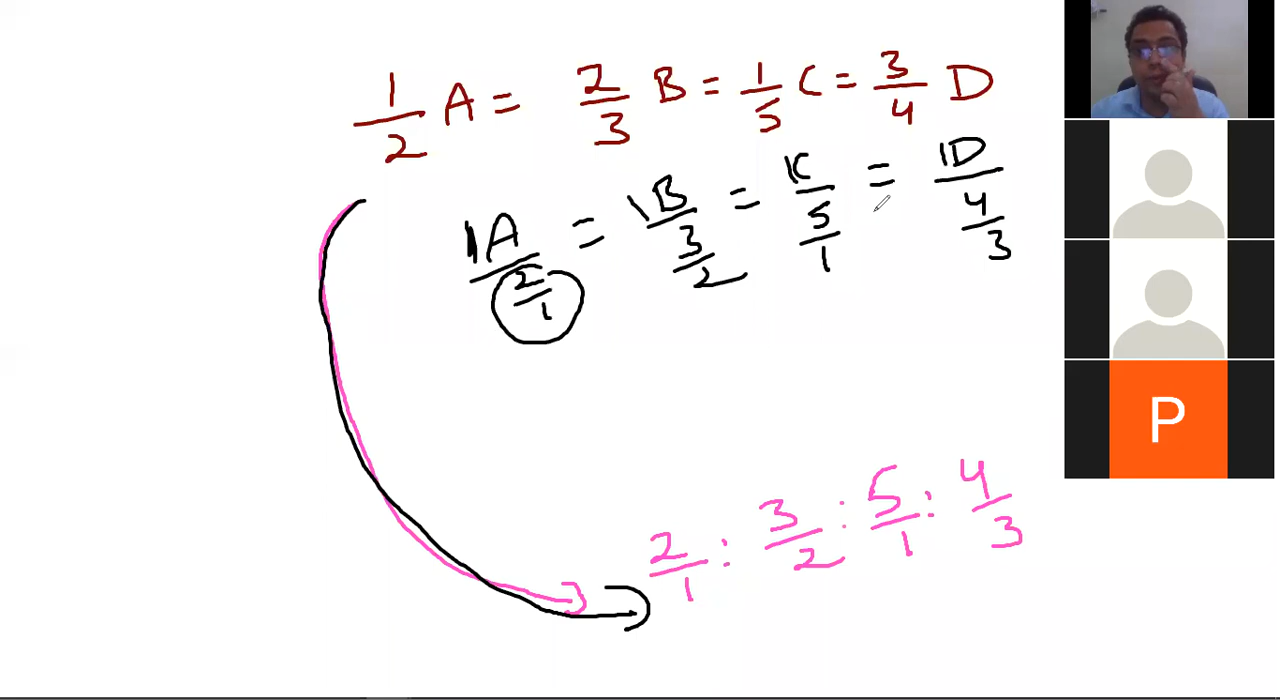 1/2 A = 2/3 B = 1/5 C = 3/4 D
1A/(2/1) = 1B/(3/2) = 1C/(5/1) = 1D/(4/3)
2/1 : 3/2 : 5/1 : 4/3
P